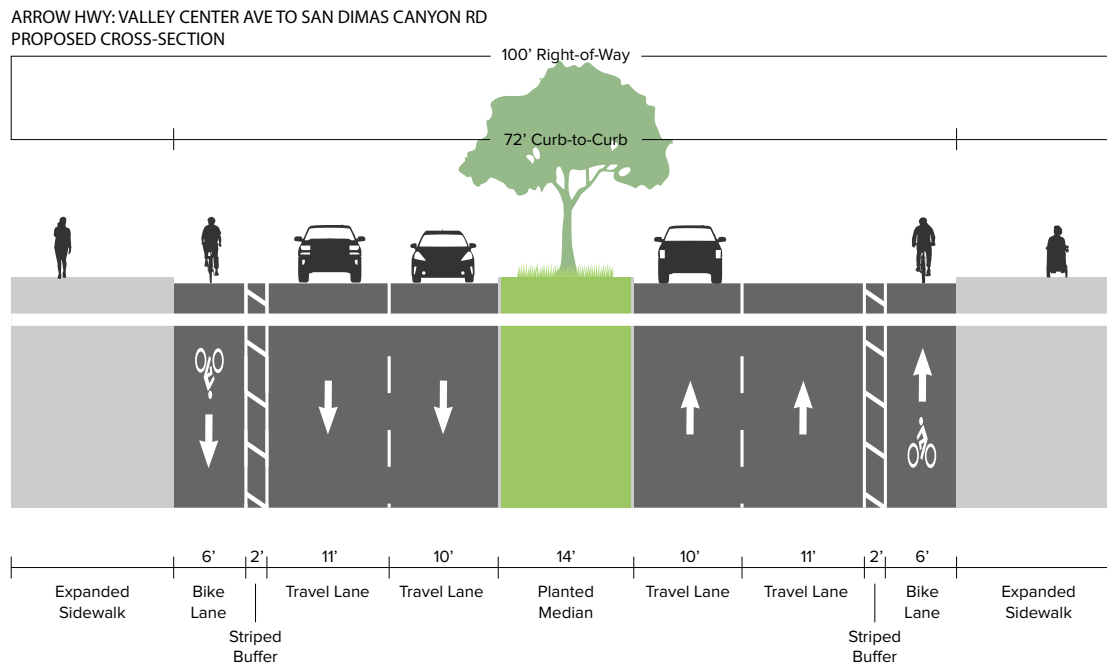 ARROW HWY: VALLEY CENTER AVE TO SAN DIMAS CANYON RD
PROPOSED CROSS-SECTION
100’ Right-of-Way
72’ Curb-to-Curb
6’ 2’ 11’ 10’ 14’ 10’ 11’ 2’ 6’
Expanded Bike Travel Lane Travel Lane Planted Travel Lane Travel Lane Bike Expanded
Sidewalk Lane Median Lane Sidewalk
Striped Striped
Buffer Buffer